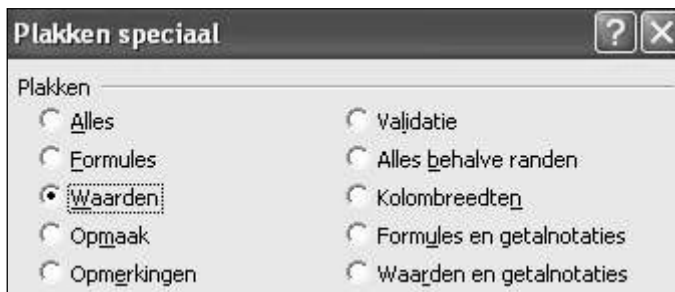 Plakken speciaal
Plakken
Alles
Formules
Waarden
Opmaak
Opmerkingen
Validatie
Alles behalve randen
Kolombreedten
Formules en getalnotaties
Waarden en getalnotaties